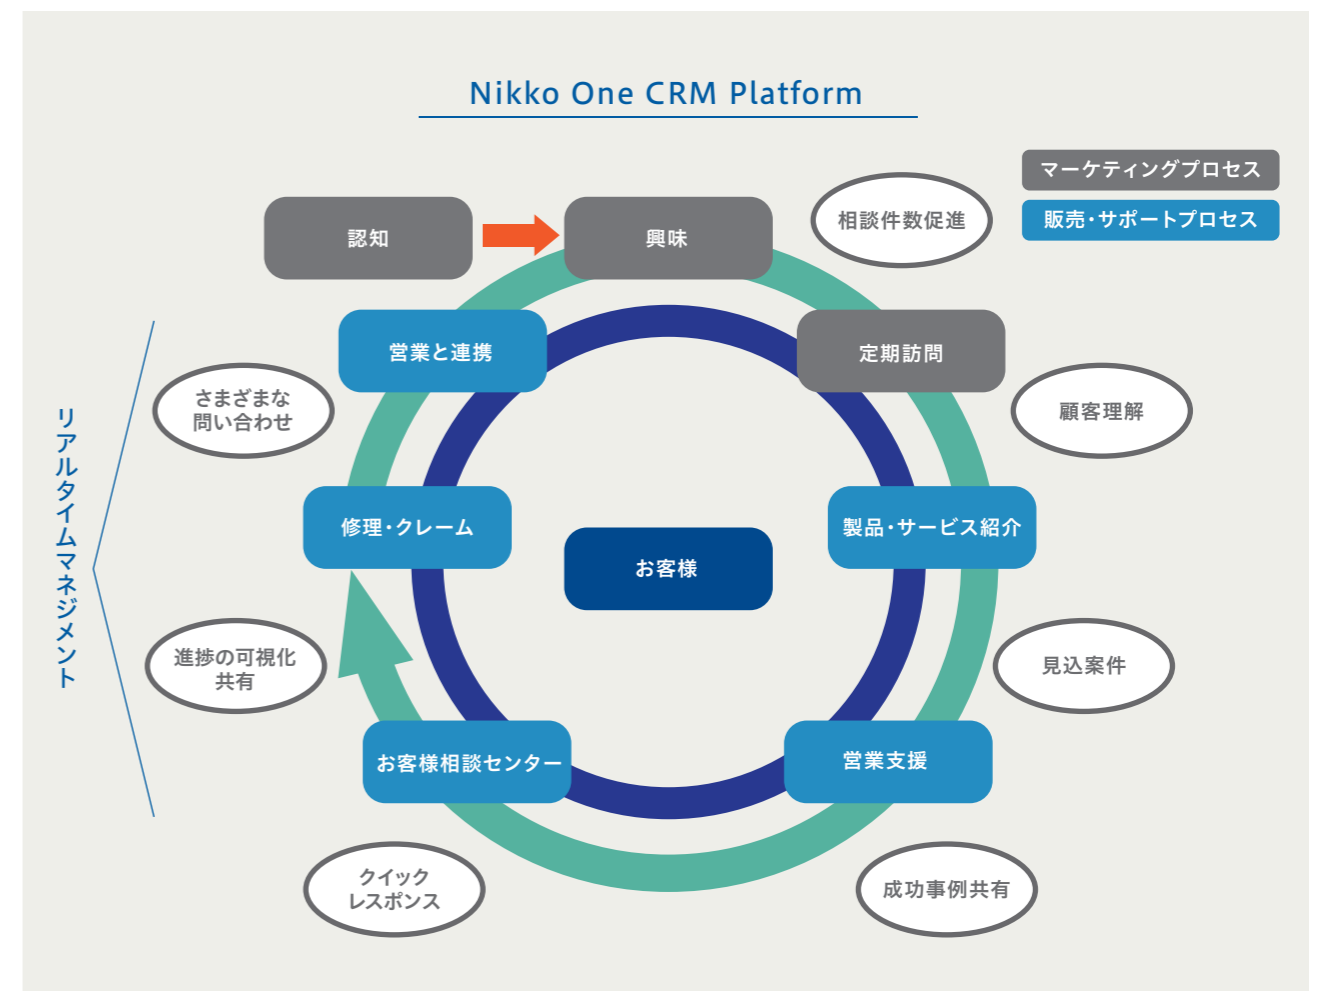 Nikko One CRM Platform
マーケティングプロセス
販売・サポートプロセス
認知
興味
相談件数促進
営業と連携
定期訪問
さまざまな
問い合わせ
顧客理解
リアルタイムマネジメント
修理・クレーム
製品・サービス紹介
お客様
進捗の可視化
共有
見込案件
お客様相談センター
営業支援
クイック
レスポンス
成功事例共有